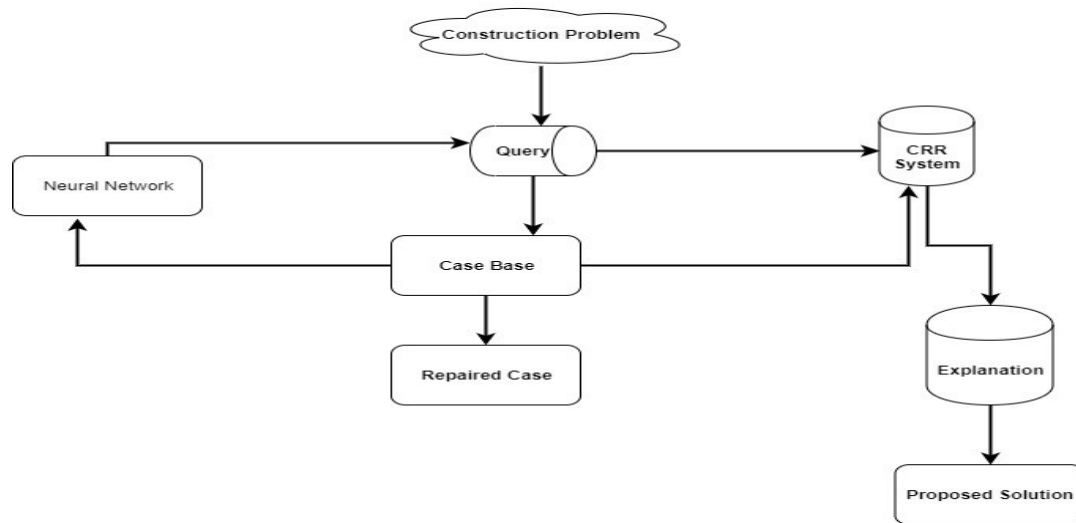 Construction Problem
Query
CRR
System
Neural Network
Case Base
Repaired Case
Explanation
Proposed Solution